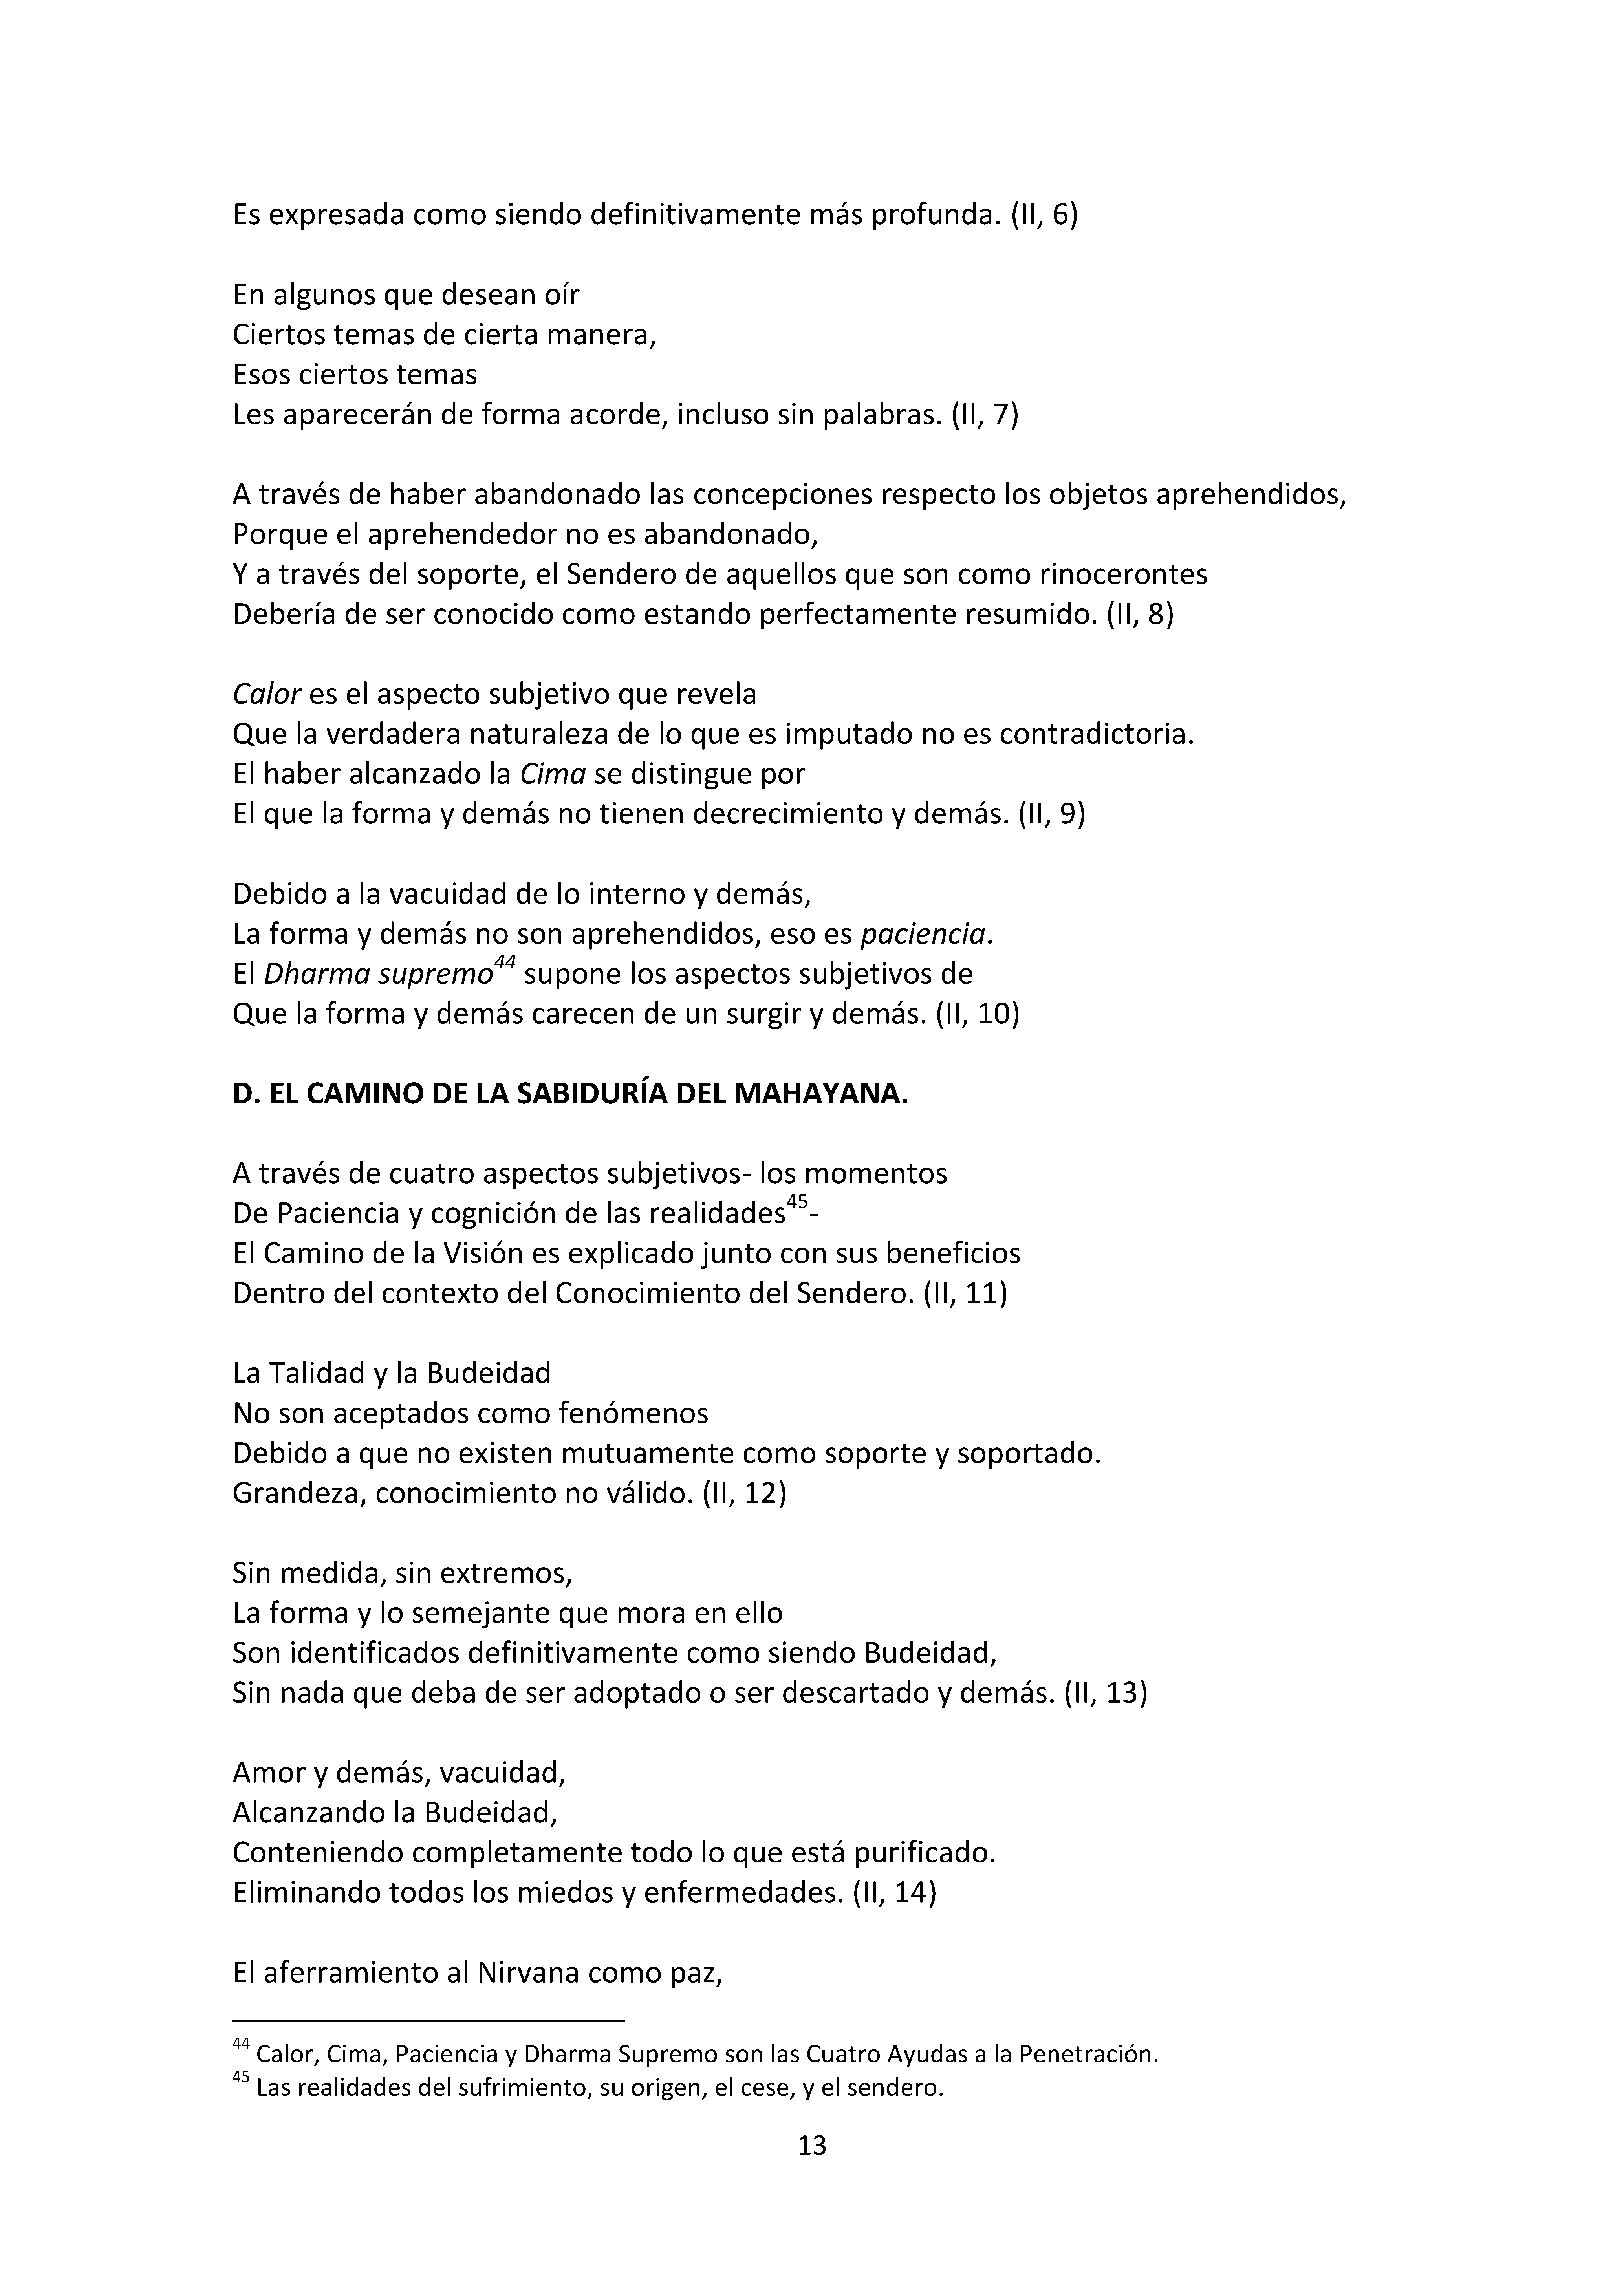 Es expresada como siendo definitivamente más profunda. (II, 6)
En algunos que desean oír
Ciertos temas de cierta manera,
Esos ciertos temas
Les aparecerán de forma acorde, incluso sin palabras. (II, 7)
A través de haber abandonado las concepciones respecto los objetos aprehendidos,
Porque el aprehendedor no es abandonado,
Y a través del soporte, el Sendero de aquellos que son como rinocerontes
Debería de ser conocido como estando perfectamente resumido. (II, 8)
Calor es el aspecto subjetivo que revela
Que la verdadera naturaleza de lo que es imputado no es contradictoria.
El haber alcanzado la Cima se distingue por
El que la forma y demás no tienen decrecimiento y demás. (II, 9)
Debido a la vacuidad de lo interno y demás,
La forma y demás no son aprehendidos, eso es paciencia.
El Dharma supremo44 supone los aspectos subjetivos de
Que la forma y demás carecen de un surgir y demás. (II, 10)
D. EL CAMINO DE LA SABIDURÍA DEL MAHAYANA.
A través de cuatro aspectos subjetivos- los momentos
De Paciencia y cognición de las realidades45-
El Camino de la Visión es explicado junto con sus beneficios
Dentro del contexto del Conocimiento del Sendero. (II, 11)
La Talidad y la Budeidad
No son aceptados como fenómenos
Debido a que no existen mutuamente como soporte y soportado.
Grandeza, conocimiento no válido. (II, 12)
Sin medida, sin extremos,
La forma y lo semejante que mora en ello
Son identificados definitivamente como siendo Budeidad,
Sin nada que deba de ser adoptado o ser descartado y demás. (II, 13)
Amor y demás, vacuidad,
Alcanzando la Budeidad,
Conteniendo completamente todo lo que está purificado.
Eliminando todos los miedos y enfermedades. (II, 14)
El aferramiento al Nirvana como paz,
44 Calor, Cima, Paciencia y Dharma Supremo son las Cuatro Ayudas a la Penetración.
45 Las realidades del sufrimiento, su origen, el cese, y el sendero.
13